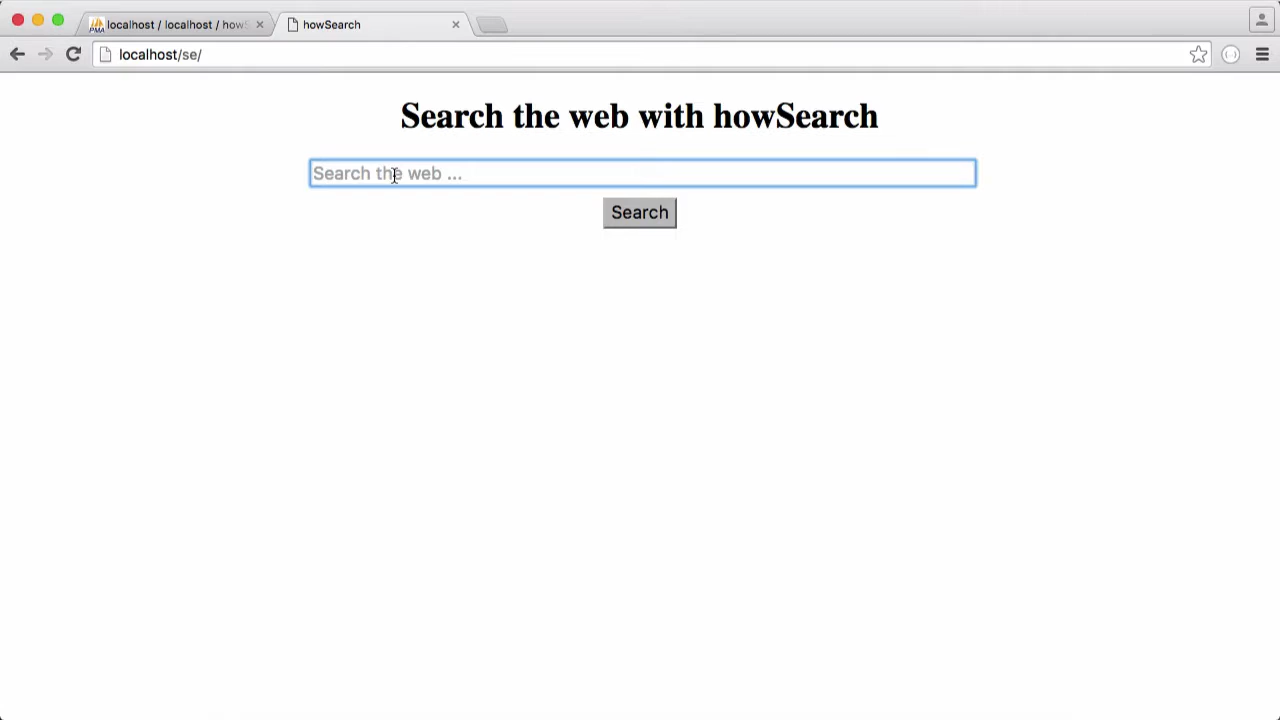 localhost / localhost / how
howSearch
localhost/se/
Search the web with howSearch
Search the web ...
Search